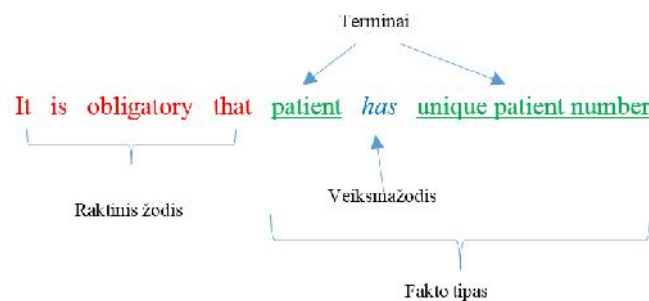 Terminai
It is obligatory that patient has unique patient number
Raktinis žodis
Veiksmažodis
Fakto tipas